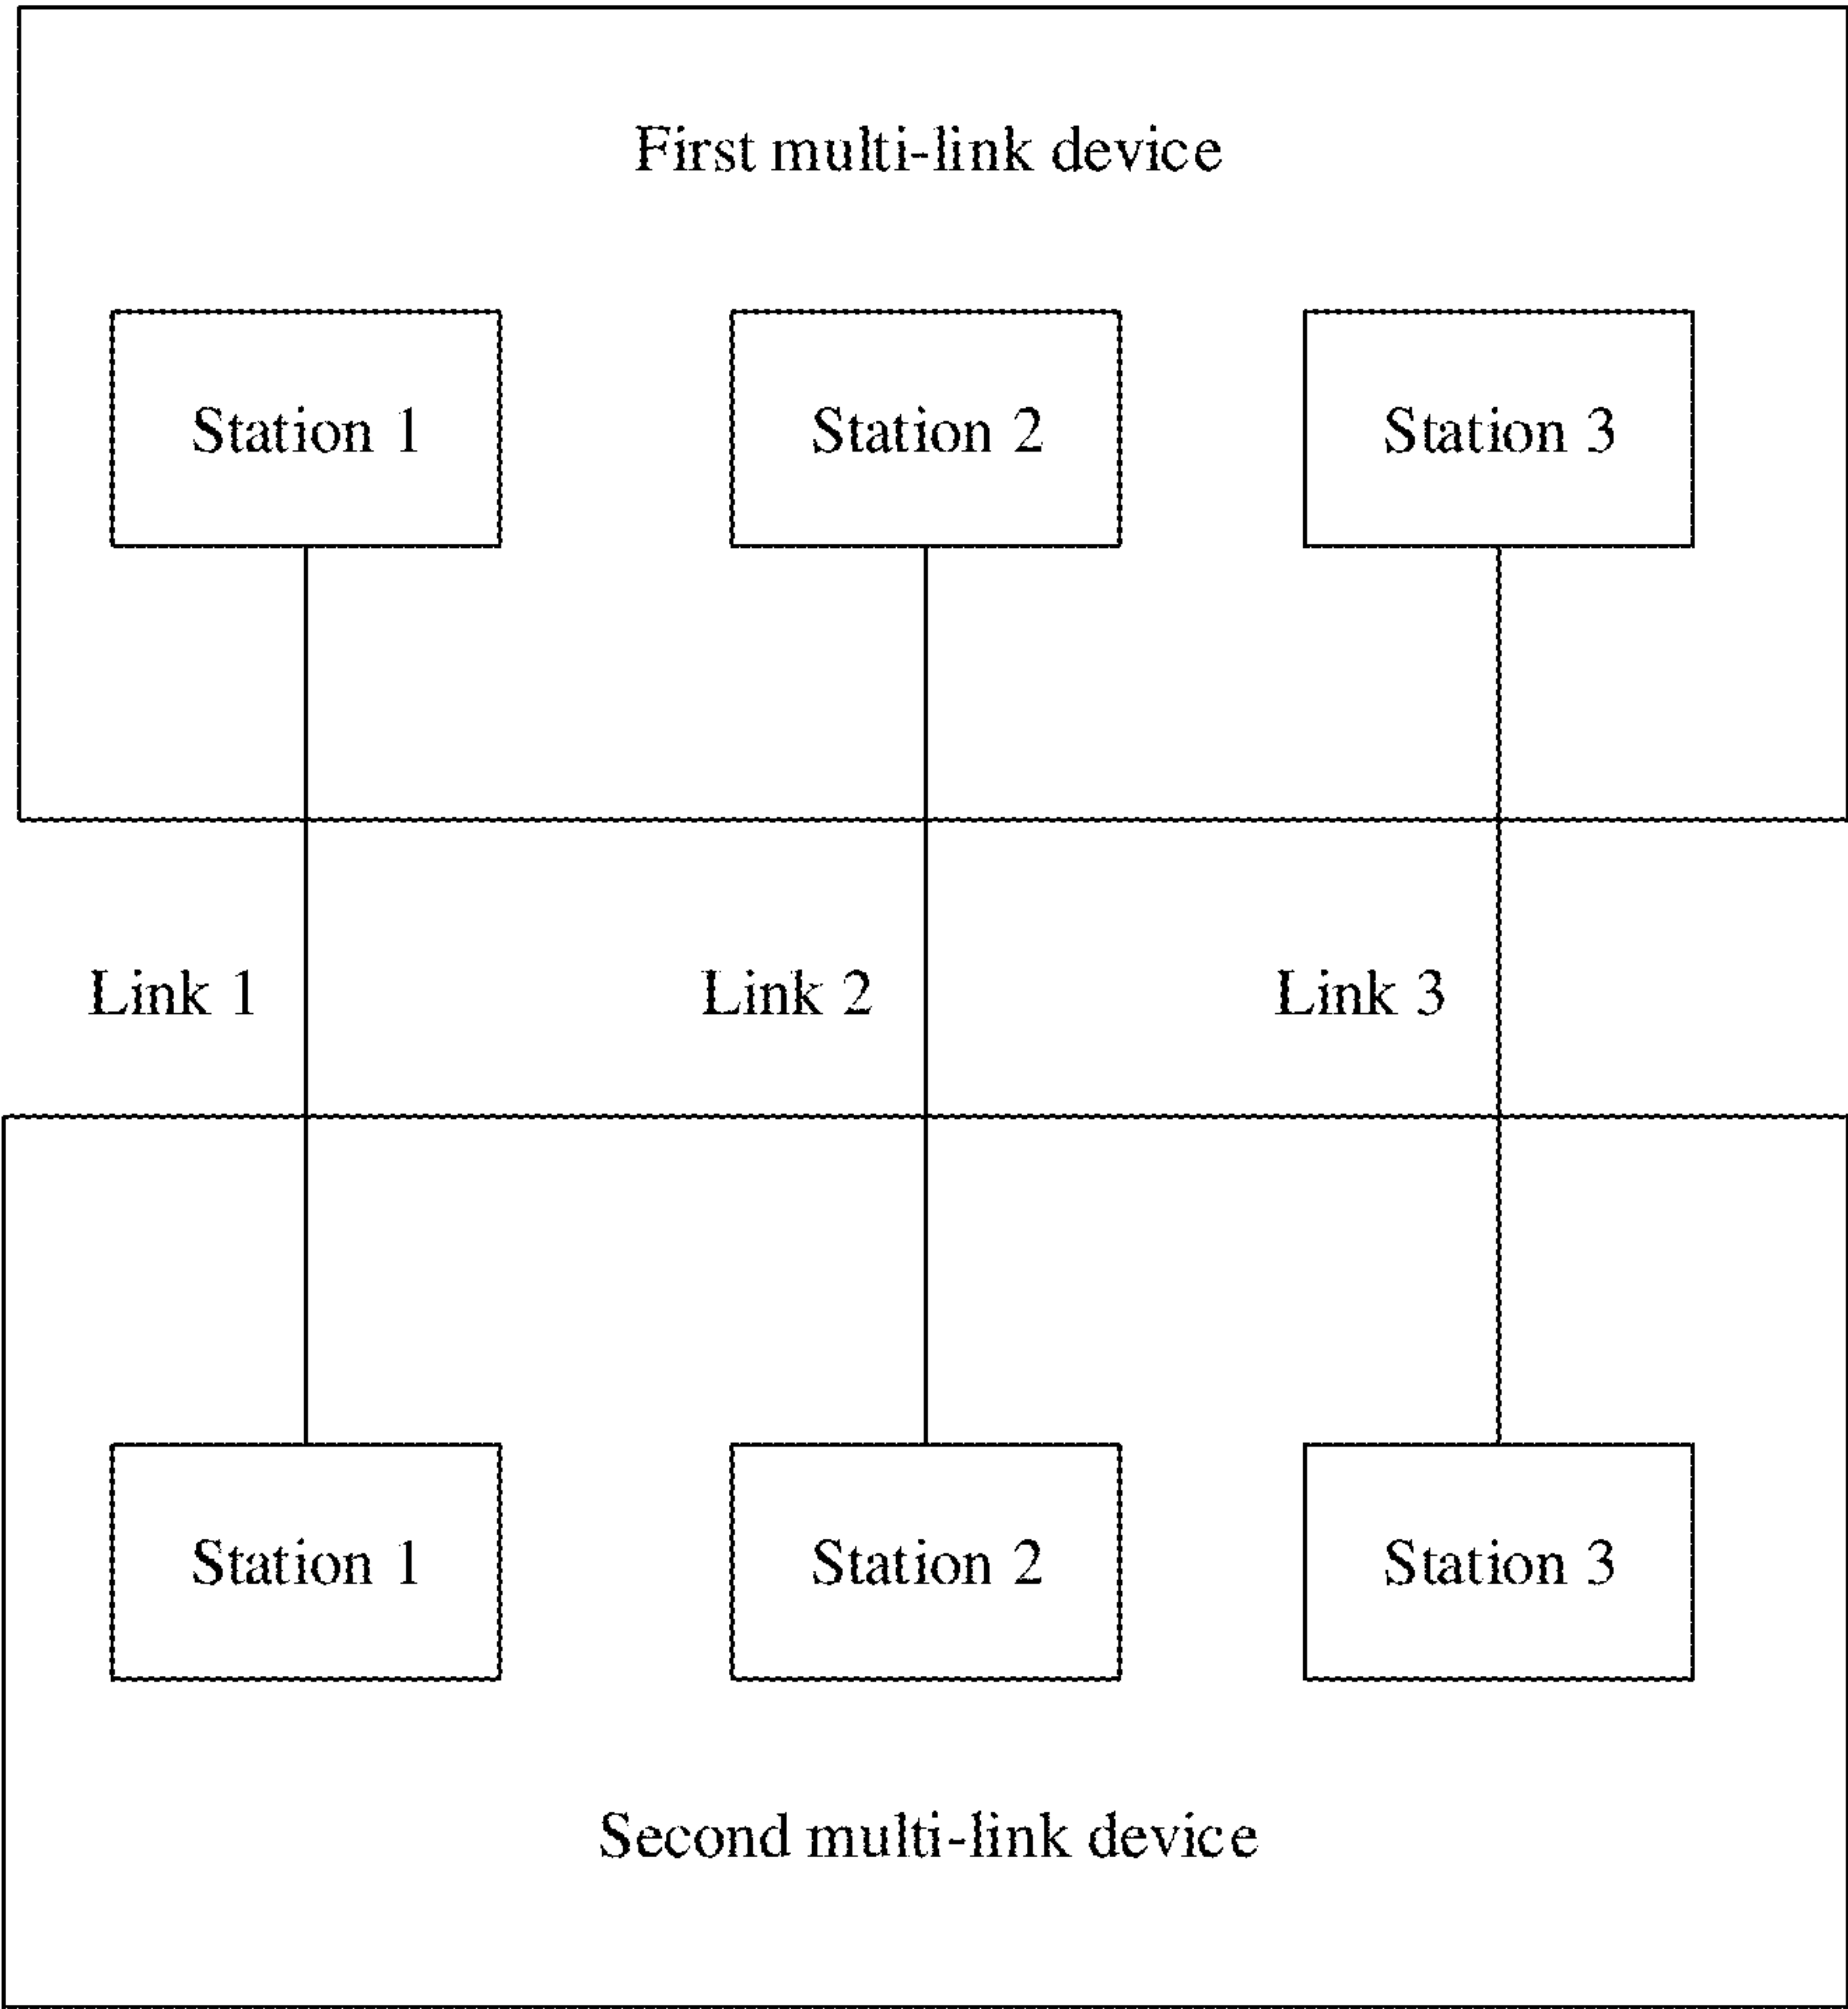 First multi-link device
Station 1
Station 2
Station 3
Link 1
Link 2
Link 3
Station 1
Station 2
Station 3
Second multi-link device